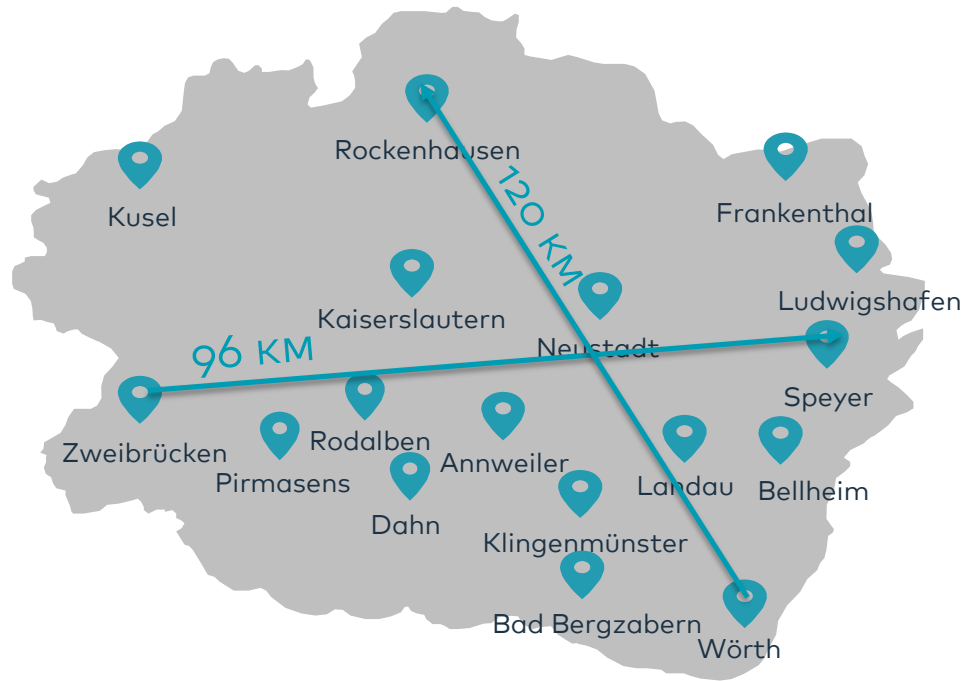 Rockenhausen
Kusel
120 KM
Frankenthal
Ludwigshafen
Kaiserslautern
Neustadt
96 KM
Speyer
Zweibrücken
Rodalben
Annweiler
Pirmasens
Landau
Bellheim
Dahn
Klingenmünster
Bad Bergzabern
Wörth